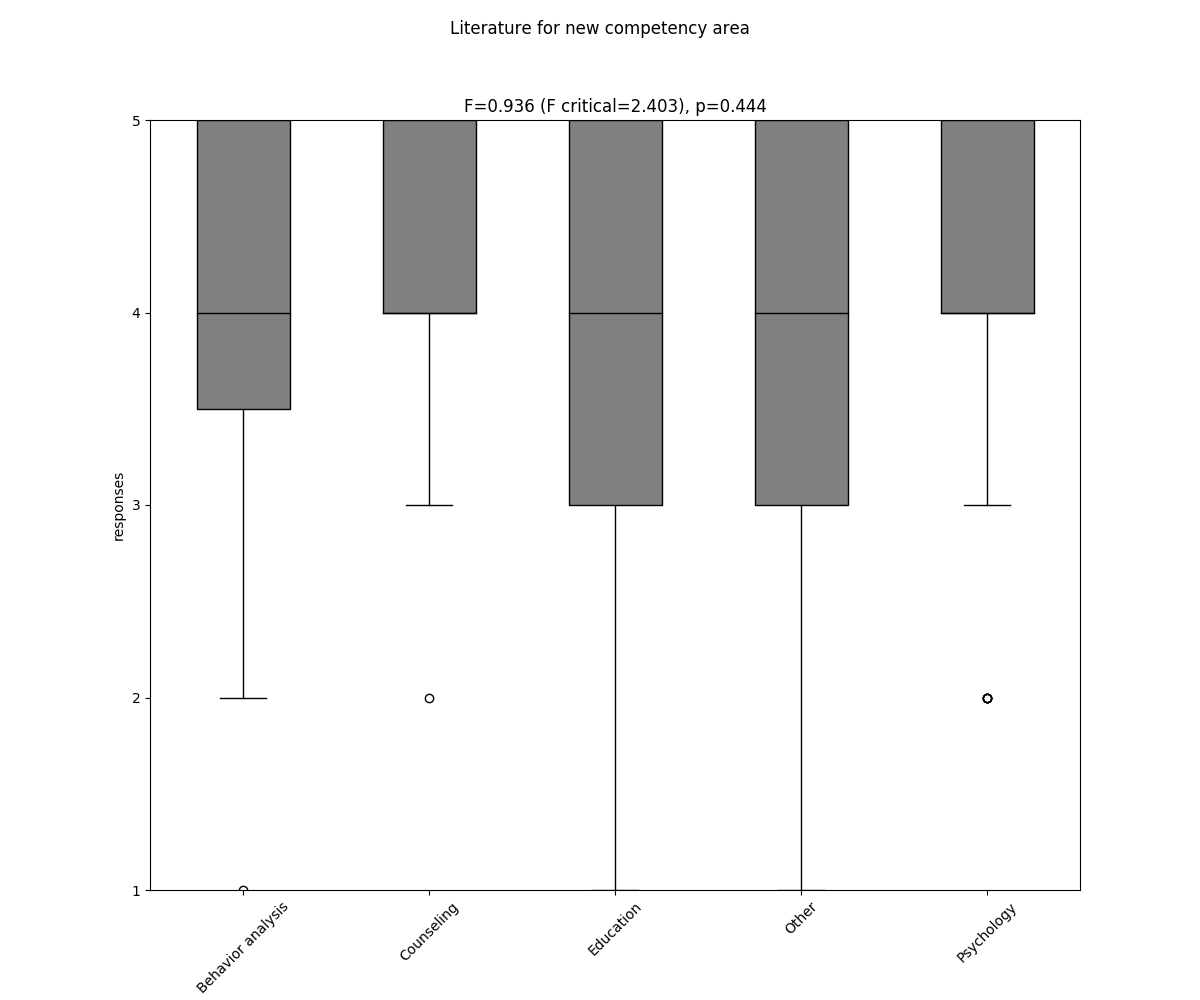 Literature for new competency area
F=0.936 (F critical=2.403), p=0.444
5
4
3
2
1
responses
Behavior analysis
Counseling
Education
Other
Psychology